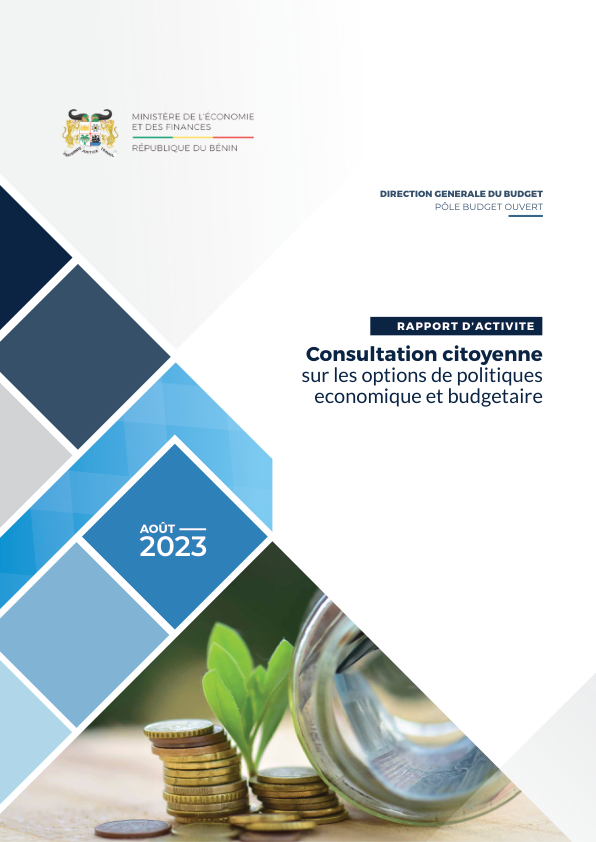 MINISTÈRE DE L'ÉCONOMIE
ET DES FINANCES
RÉPUBLIQUE DU BÉNIN
DIRECTION GENERALE DU BUDGET
PÔLE BUDGET OUVERT
RAPPORT D'ACTIVITE
Consultation citoyenne
sur les options de politiques
economique et budgetaire
AOÛT
2023